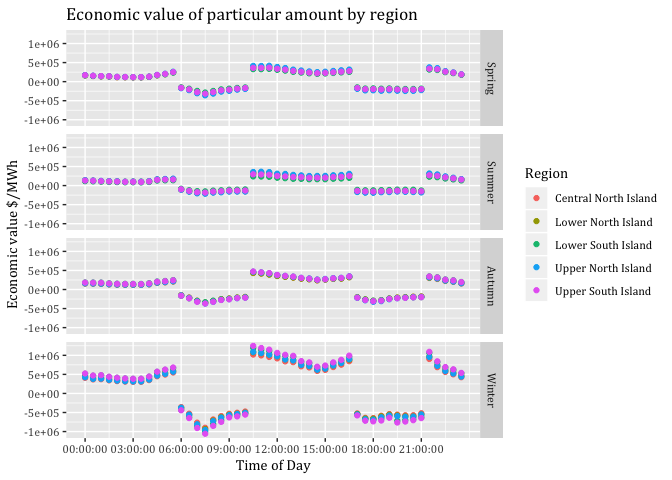 Economic value of particular amount by region
Economic value $/MWh
1e+06
5e+05
0e+00
-5e+05
-1e+06
Spring
1e+06
5e+05
0e+00
-5e+05
-1e+06
Summer
1e+06
5e+05
0e+00
-5e+05
-1e+06
Autumn
1e+06
5e+05
0e+00
-5e+05
-1e+06
Winter
00:00:00 03:00:00 06:00:00 09:00:00 12:00:00 15:00:00 18:00:00 21:00:00
Time of Day
Region
Central North Island
Lower North Island
Lower South Island
Upper North Island
Upper South Island